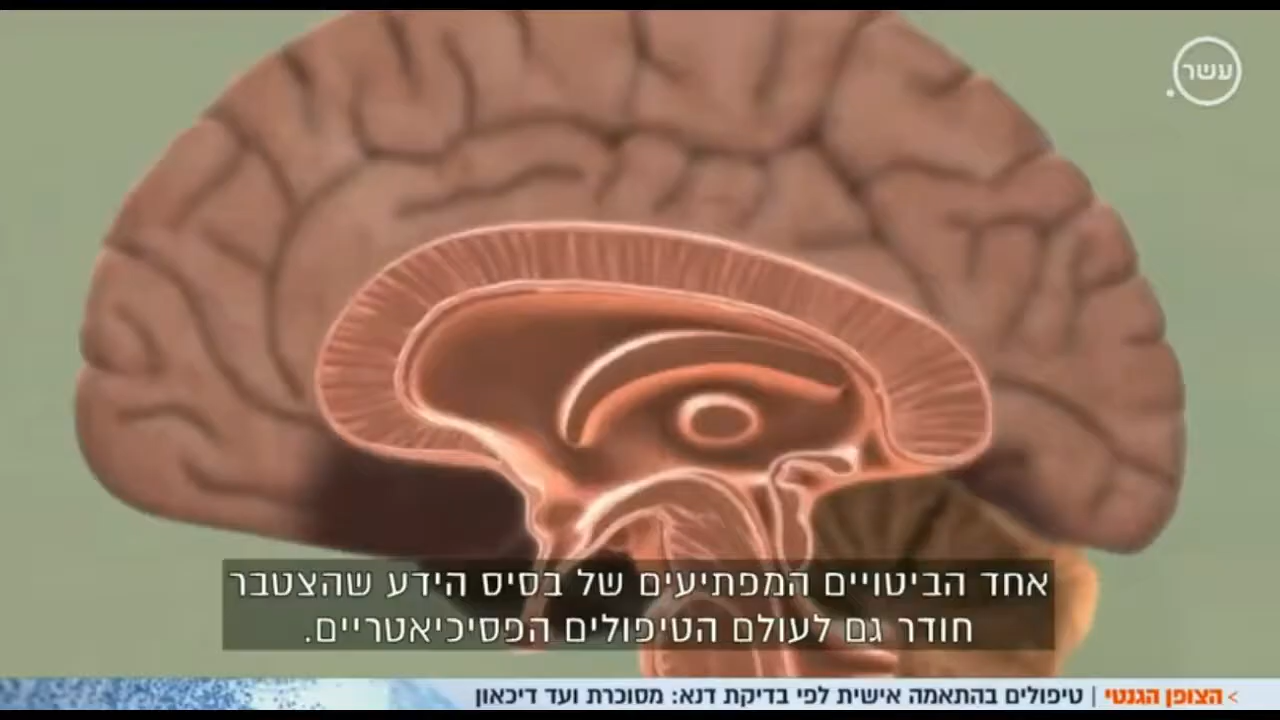 עשר.
אחד הביטויים המפתיעים של בסיס הידע שהצטבר
חודר גם לעולם הטיפולים הפסיכיאטריים.
> הצופן הגנטי | טיפולים בהתאמה אישית לפי בדיקת דנא: מסוכרת ועד דיכאון